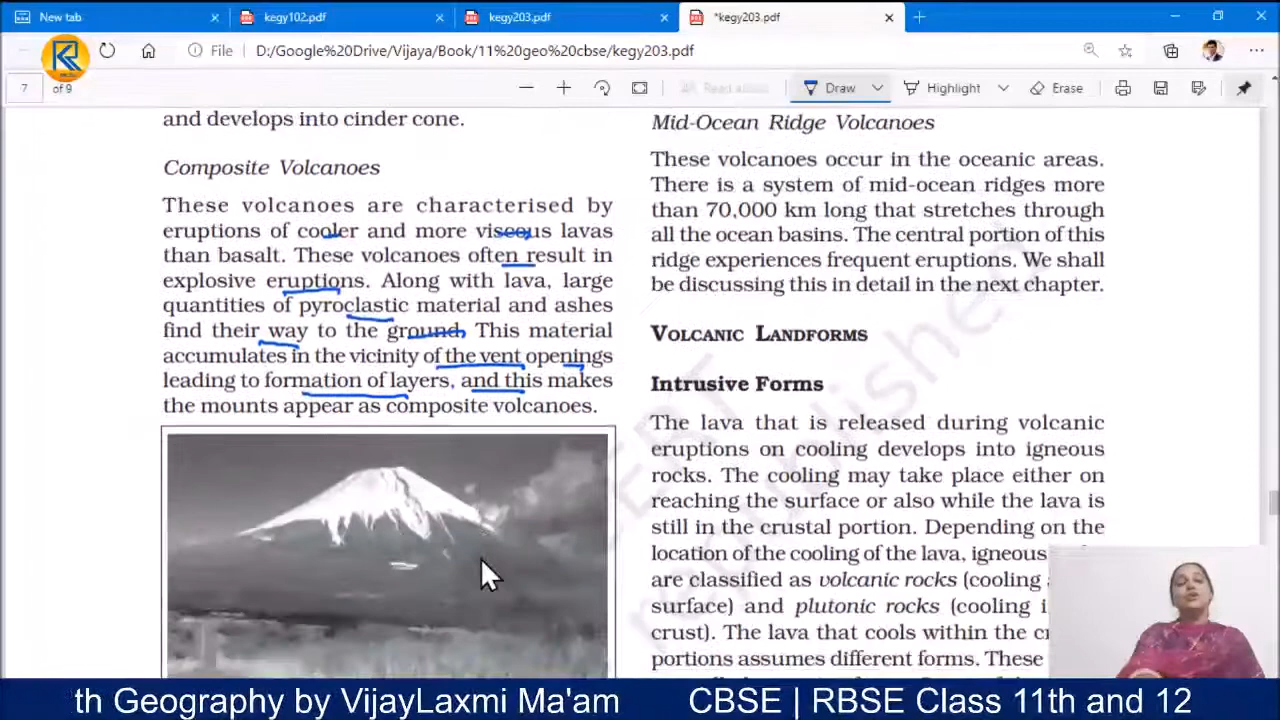 New tab
kegy102.pdf
kegy203.pdf
*kegy203.pdf
File
D:/Google%20Drive/Vijaya/Book/11%20geo%20cbse/kegy203.pdf
7
of 9
Read aloud
Draw
Highlight
Erase
and develops into cinder cone.
Composite Volcanoes
These volcanoes are characterised by
eruptions of cooler and more viscous lavas
than basalt. These volcanoes often result in
explosive eruptions. Along with lava, large
quantities of pyroclastic material and ashes
find their way to the ground. This material
accumulates in the vicinity of the vent openings
leading to formation of layers, and this makes
the mounts appear as composite volcanoes.
Mid-Ocean Ridge Volcanoes
These volcanoes occur in the oceanic areas.
There is a system of mid-ocean ridges more
than 70,000 km long that stretches through
all the ocean basins. The central portion of this
ridge experiences frequent eruptions. We shall
be discussing this in detail in the next chapter.
VOLCANIC LANDFORMS
Intrusive Forms
The lava that is released during volcanic
eruptions on cooling develops into igneous
rocks. The cooling may take place either on
reaching the surface or also while the lava is
still in the crustal portion. Depending on the
location of the cooling of the lava, igneous
are classified as volcanic rocks (cooling
surface) and plutonic rocks (cooling
crust). The lava that cools within the
portions assumes different forms. These
th Geography by VijayLaxmi Ma'am CBSE | RBSE Class 11th and 12